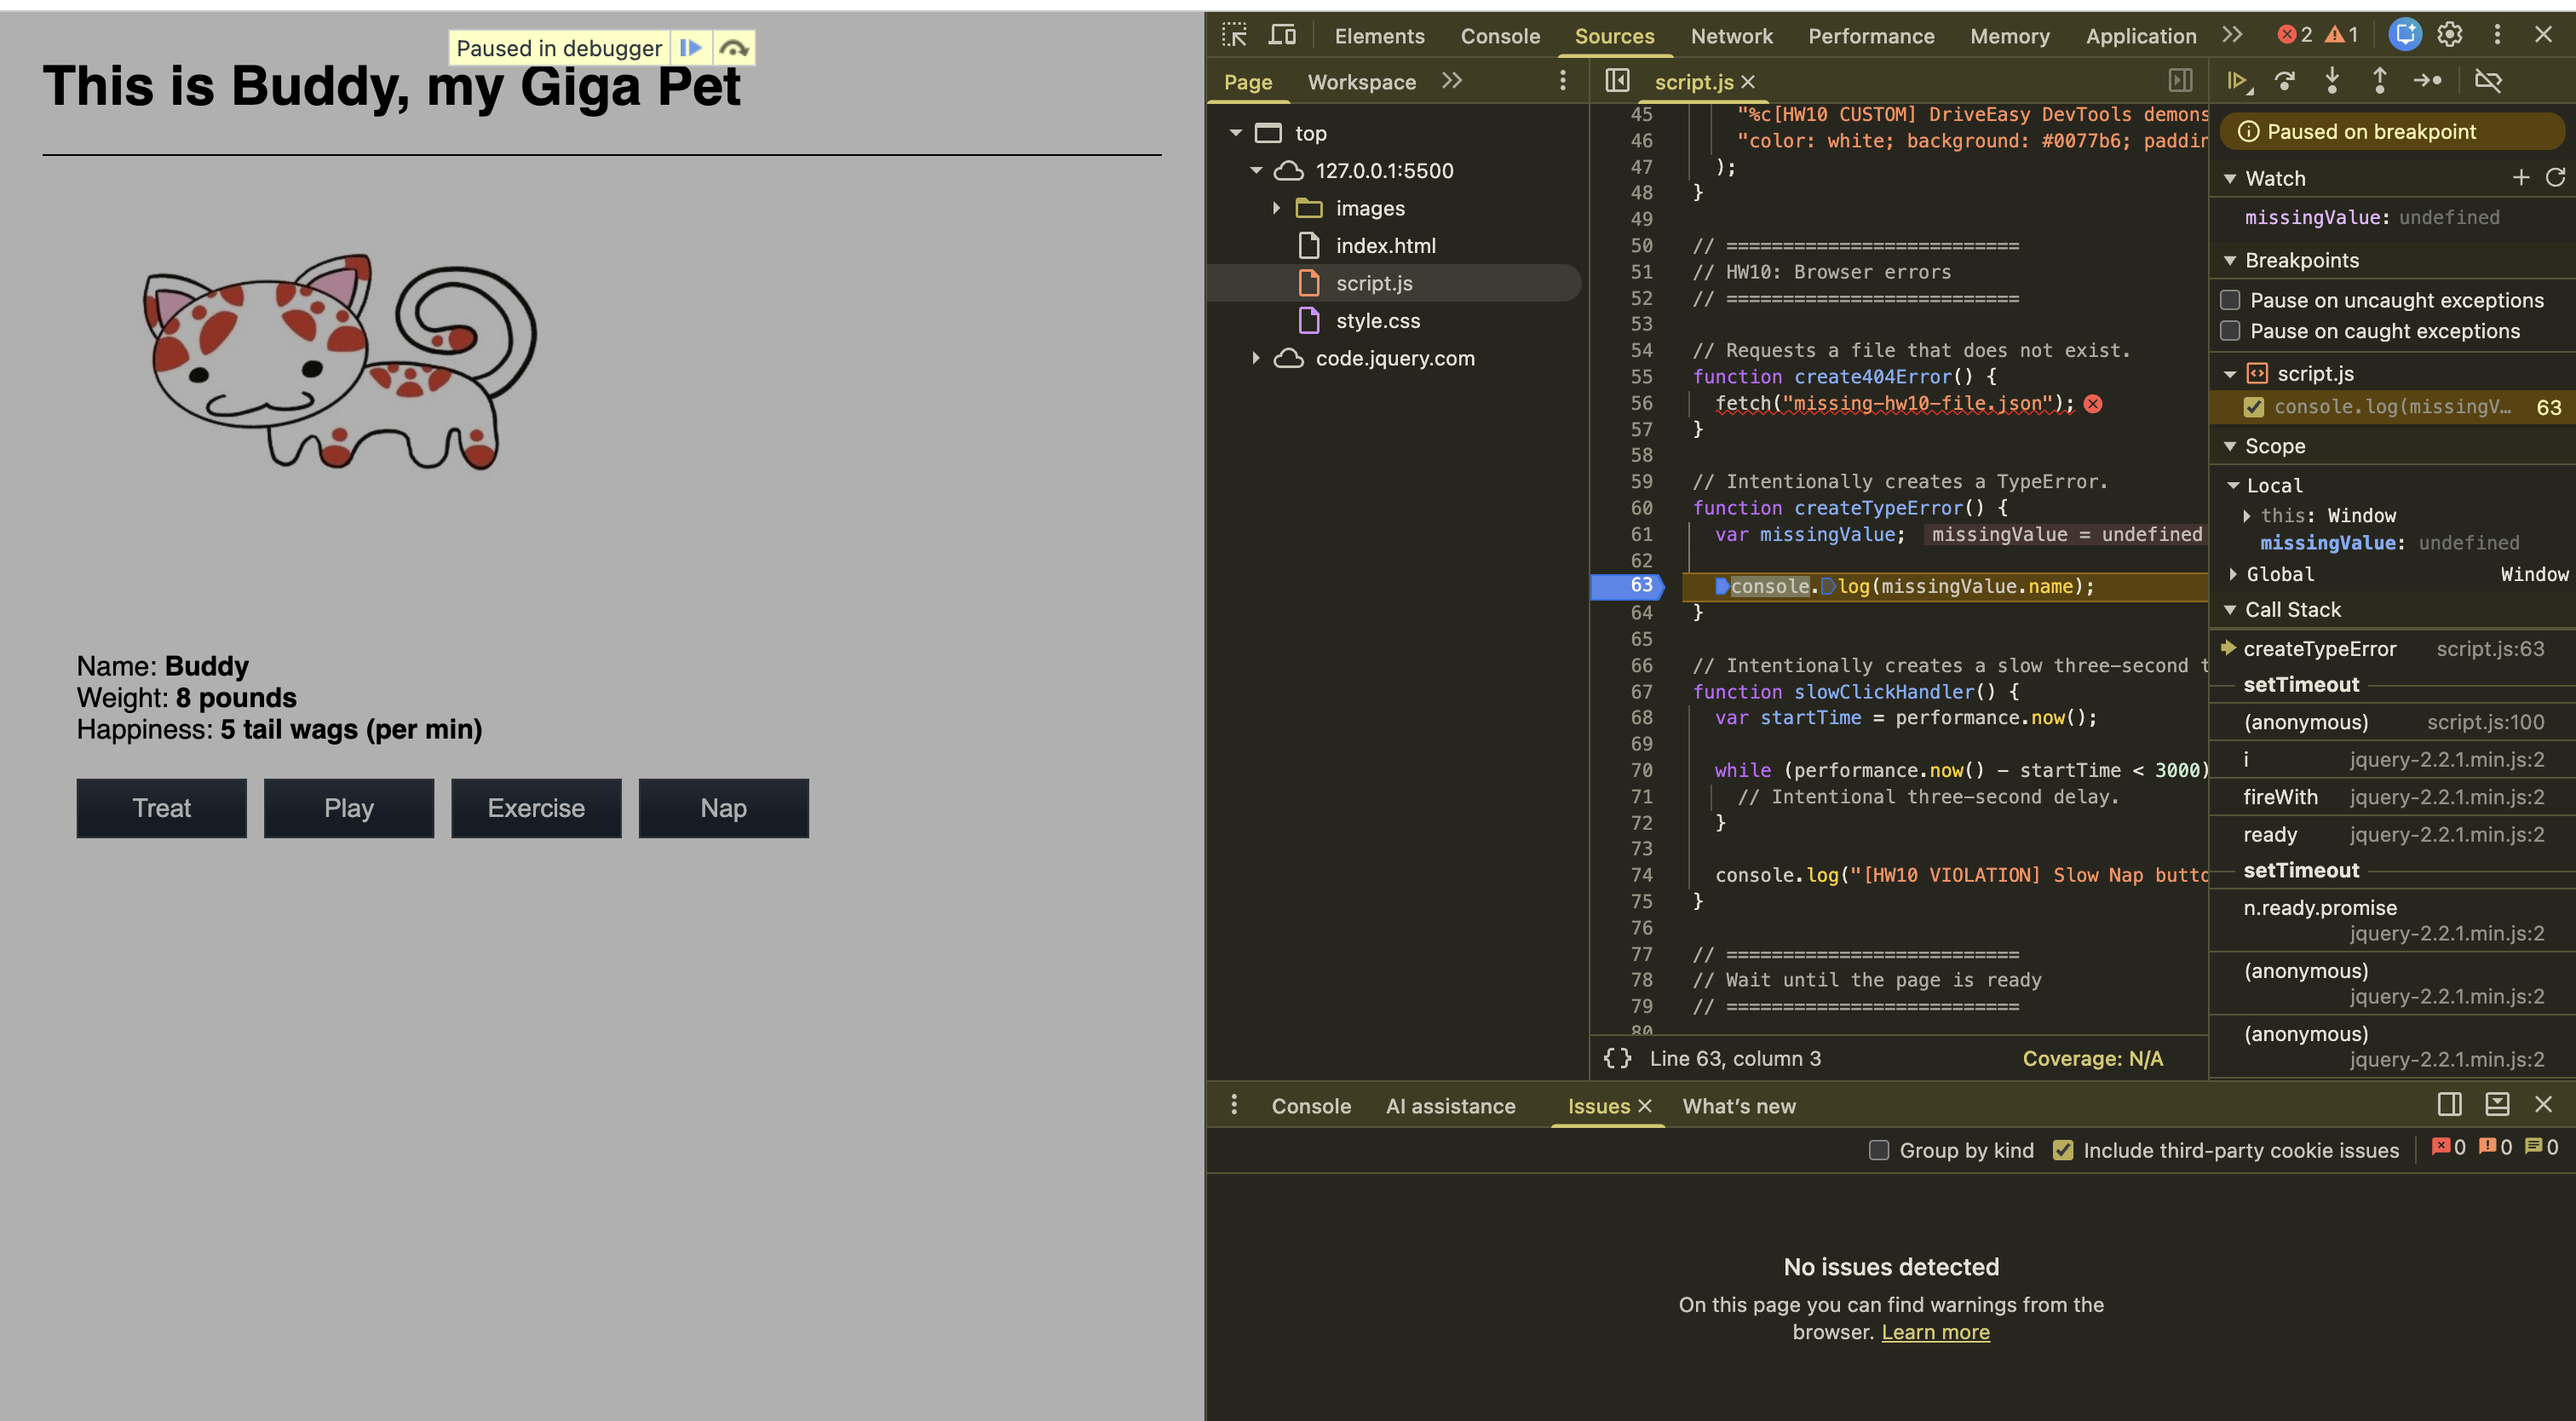 Paused in debugger
This is Buddy, my Giga Pet
Name: Buddy
Weight: 8 pounds
Happiness: 5 tail wags (per min)
Treat Play Exercise Nap
Elements Console Sources Network Performance Memory Application 2 1
Page Workspace
top
127.0.0.1:5500
images
index.html
script.js
style.css
code.jquery.com
script.js
45 "%c[HW10 CUSTOM] DriveEasy DevTools demons
46 "color: white; background: #0077b6; paddin
47 );
48 }
49
50 // ==========================
51 // HW10: Browser errors
52 // ==========================
53
54 // Requests a file that does not exist.
55 function create404Error() {
56 fetch("missing-hw10-file.json");
57 }
58
59 // Intentionally creates a TypeError.
60 function createTypeError() {
61 var missingValue; missingValue = undefined
62
63 console.log(missingValue.name);
64 }
65
66 // Intentionally creates a slow three-second t
67 function slowClickHandler() {
68 var startTime = performance.now();
69
70 while (performance.now() - startTime < 3000)
71 // Intentional three-second delay.
72 }
73
74 console.log("[HW10 VIOLATION] Slow Nap butto
75 }
76
77 // ==========================
78 // Wait until the page is ready
79 // ==========================
80
{} Line 63, column 3 Coverage: N/A
Paused on breakpoint
Watch
missingValue: undefined
Breakpoints
Pause on uncaught exceptions
Pause on caught exceptions
script.js
console.log(missingV… 63
Scope
Local
this: Window
missingValue: undefined
Global Window
Call Stack
createTypeError script.js:63
setTimeout
(anonymous) script.js:100
i jquery-2.2.1.min.js:2
fireWith jquery-2.2.1.min.js:2
ready jquery-2.2.1.min.js:2
setTimeout
n.ready.promise
jquery-2.2.1.min.js:2
(anonymous)
jquery-2.2.1.min.js:2
(anonymous)
jquery-2.2.1.min.js:2
Console AI assistance Issues What's new
Group by kind Include third-party cookie issues 0 0 0
No issues detected
On this page you can find warnings from the
browser. Learn more